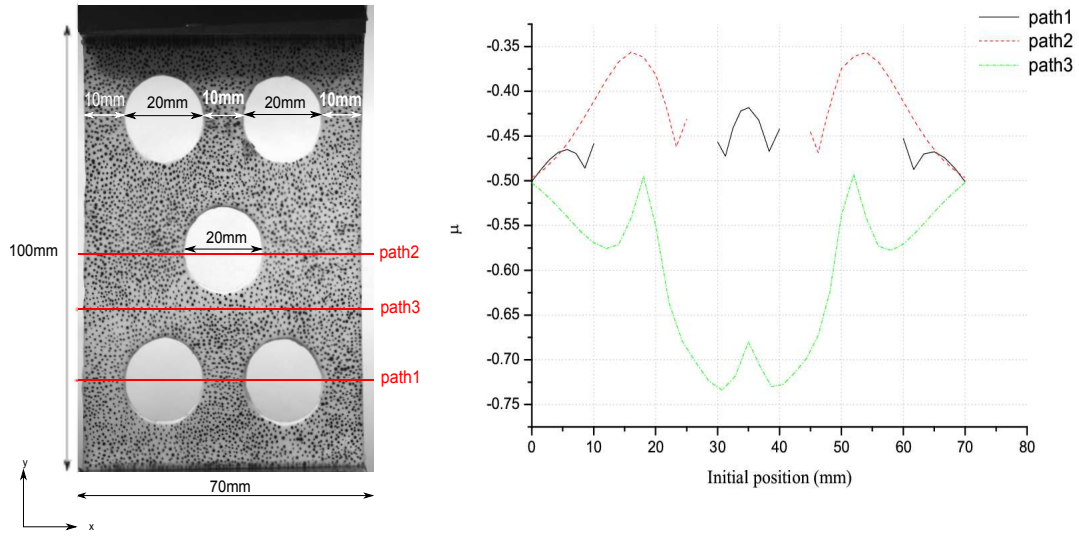 10mm 20mm 10mm 20mm 10mm
20mm
100mm
path2
path3
path1
70mm
y
x
path1
path2
path3
-0.35
-0.40
-0.45
-0.50
-0.55
-0.60
-0.65
-0.70
-0.75
μ
0 10 20 30 40 50 60 70 80
Initial position (mm)